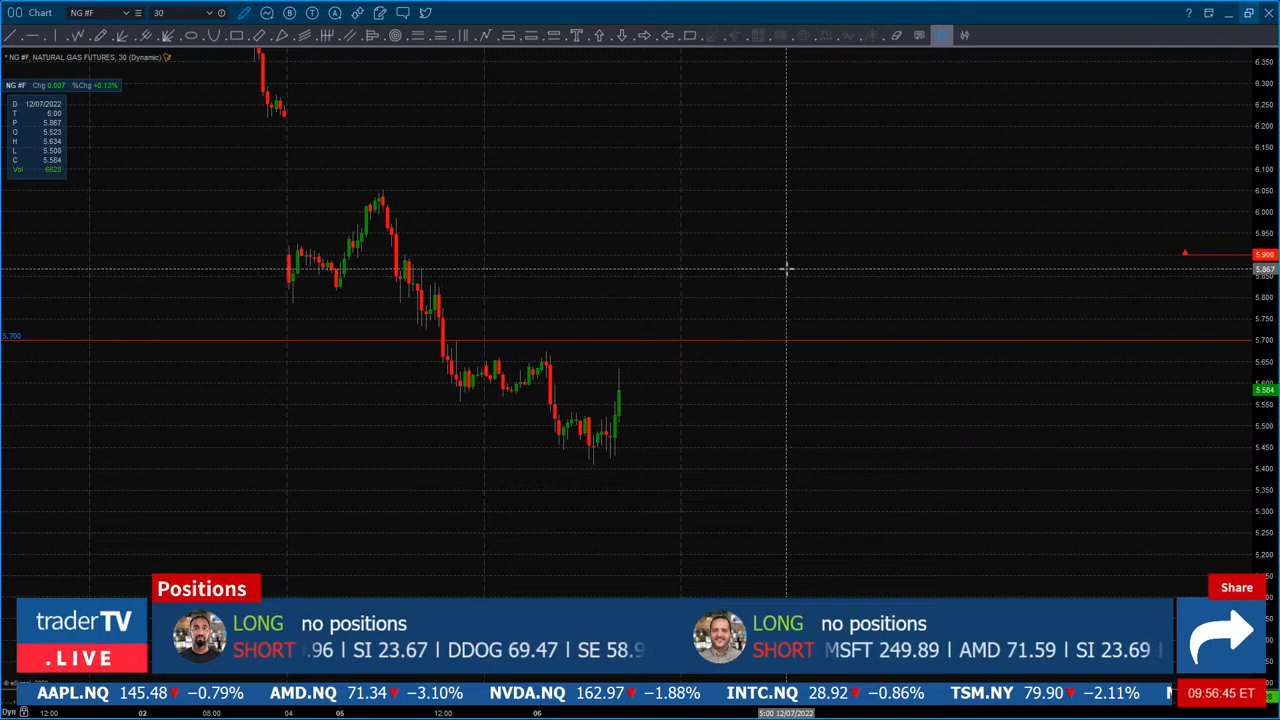 Chart
NG #F
30
* NG #F, NATURAL GAS FUTURES, 30 (Dynamic)
NG #F Chg 0.007 %Chg +0.13%
D 12/07/2022
T 5:00
P 5.867
O 5.523
H 5.634
L 5.508
C 5.584
Vol 6628
6.350
6.300
6.250
6.200
6.150
6.100
6.050
6.000
5.950
5.900
5.867
5.850
5.800
5.750
5.700
5.700
5.650
5.600
5.584
5.550
5.500
5.450
5.400
5.350
5.300
5.250
5.200
Positions
Share
traderTV
.LIVE
LONG no positions
SHORT .96 | SI 23.67 | DDOG 69.47 | SE 58.9
LONG no positions
SHORT MSFT 249.89 | AMD 71.59 | SI 23.69 |
AAPL.NQ 145.48 ▼ -0.79% AMD.NQ 71.34 ▼ -3.10% NVDA.NQ 162.97 ▼ -1.88% INTC.NQ 28.92 ▼ -0.86% TSM.NY 79.90 ▼ -2.11%
09:56:45 ET
Dyn 12:00 02 08:00 04 05 12:00 06 5:00 12/07/2022